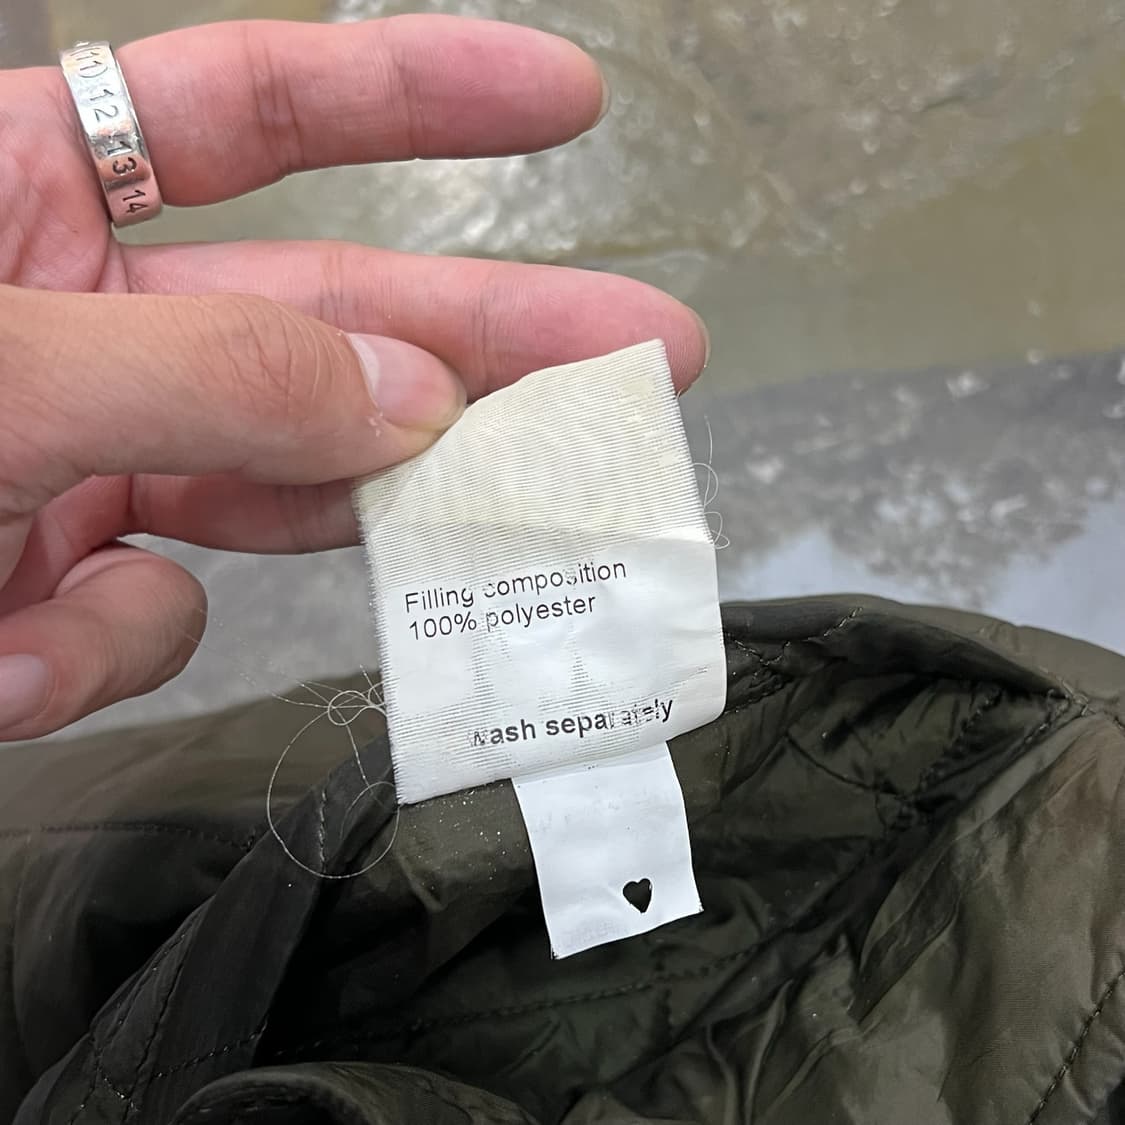 (11) 12 13 14
Filling composition
100% polyester
wash separately